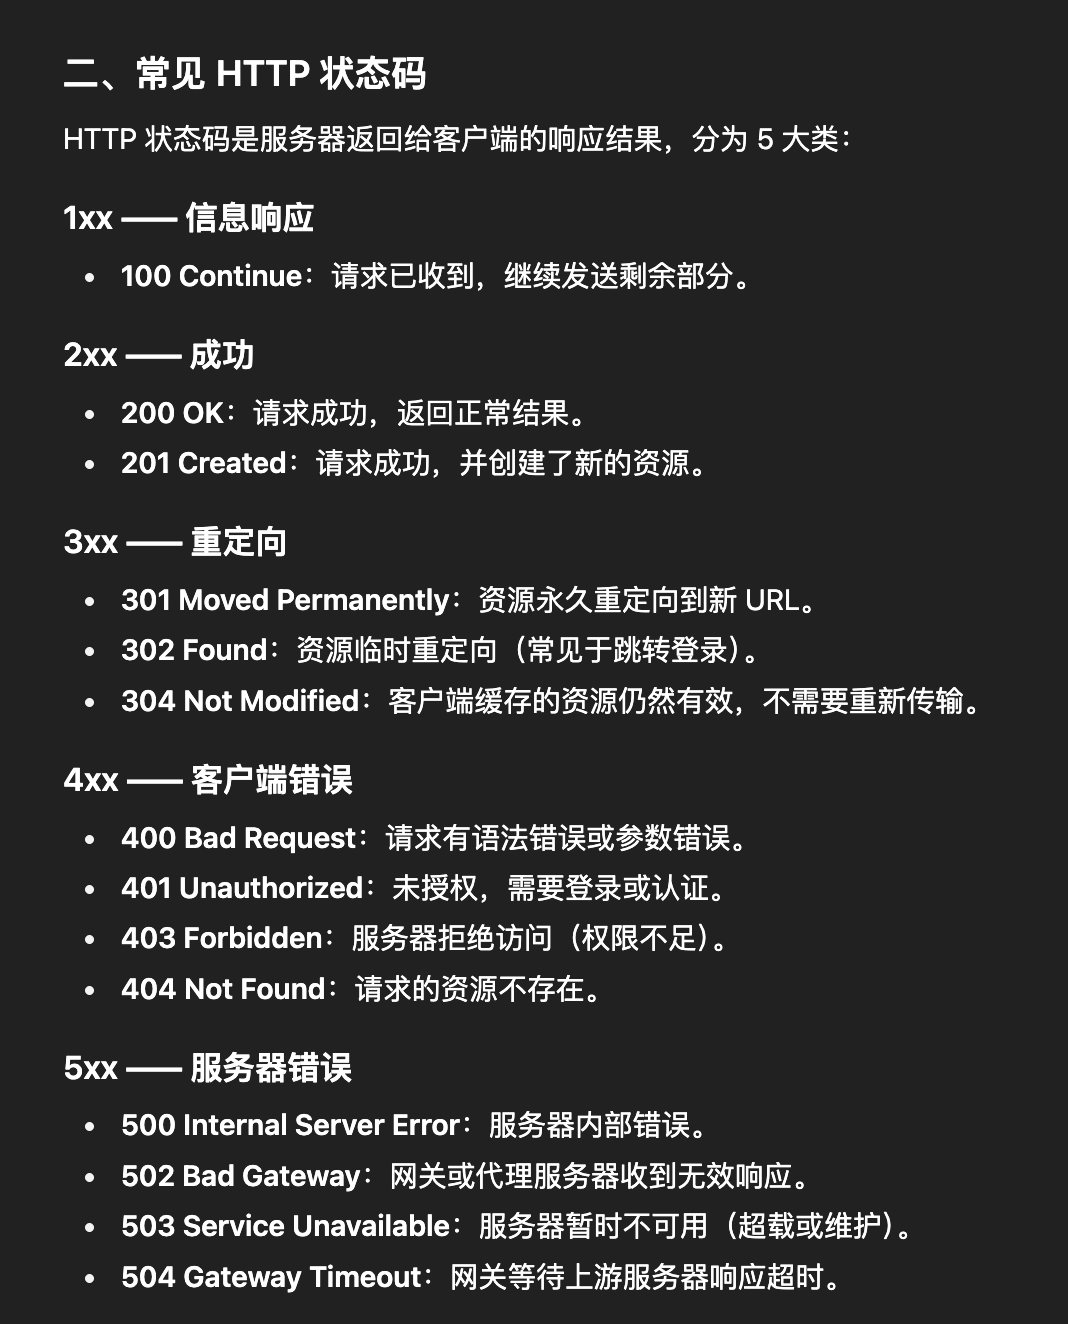 二、常见 HTTP 状态码
HTTP 状态码是服务器返回给客户端的响应结果，分为 5 大类：
1xx —— 信息响应
• 100 Continue：请求已收到，继续发送剩余部分。
2xx —— 成功
• 200 OK：请求成功，返回正常结果。
• 201 Created：请求成功，并创建了新的资源。
3xx —— 重定向
• 301 Moved Permanently：资源永久重定向到新 URL。
• 302 Found：资源临时重定向（常见于跳转登录）。
• 304 Not Modified：客户端缓存的资源仍然有效，不需要重新传输。
4xx —— 客户端错误
• 400 Bad Request：请求有语法错误或参数错误。
• 401 Unauthorized：未授权，需要登录或认证。
• 403 Forbidden：服务器拒绝访问（权限不足）。
• 404 Not Found：请求的资源不存在。
5xx —— 服务器错误
• 500 Internal Server Error：服务器内部错误。
• 502 Bad Gateway：网关或代理服务器收到无效响应。
• 503 Service Unavailable：服务器暂时不可用（超载或维护）。
• 504 Gateway Timeout：网关等待上游服务器响应超时。